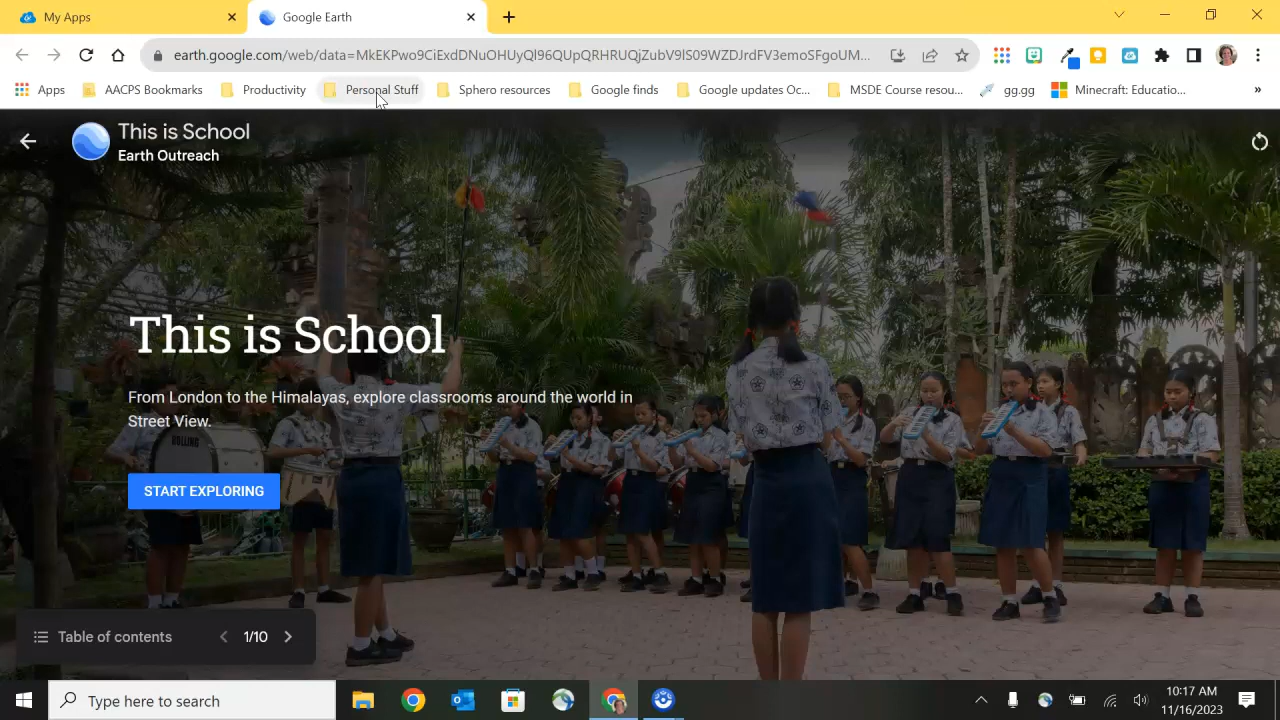 My Apps
Google Earth
earth.google.com/web/data=MkEKPwo9CiExdDNuOHUyQl96QUpQRHRUQjZubV9lS09WZDJrdFV3emoSFgoUM...
Apps
AACPS Bookmarks
Productivity
Sphero resources
Google finds
Google updates Oc...
MSDE Course resou...
gg.gg
Minecraft: Educatio...
»
This is School
Earth Outreach
This is School
From London to the Himalayas, explore classrooms around the world in
Street View.
START EXPLORING
Table of contents
1/10
Type here to search
10:17 AM
11/16/2023